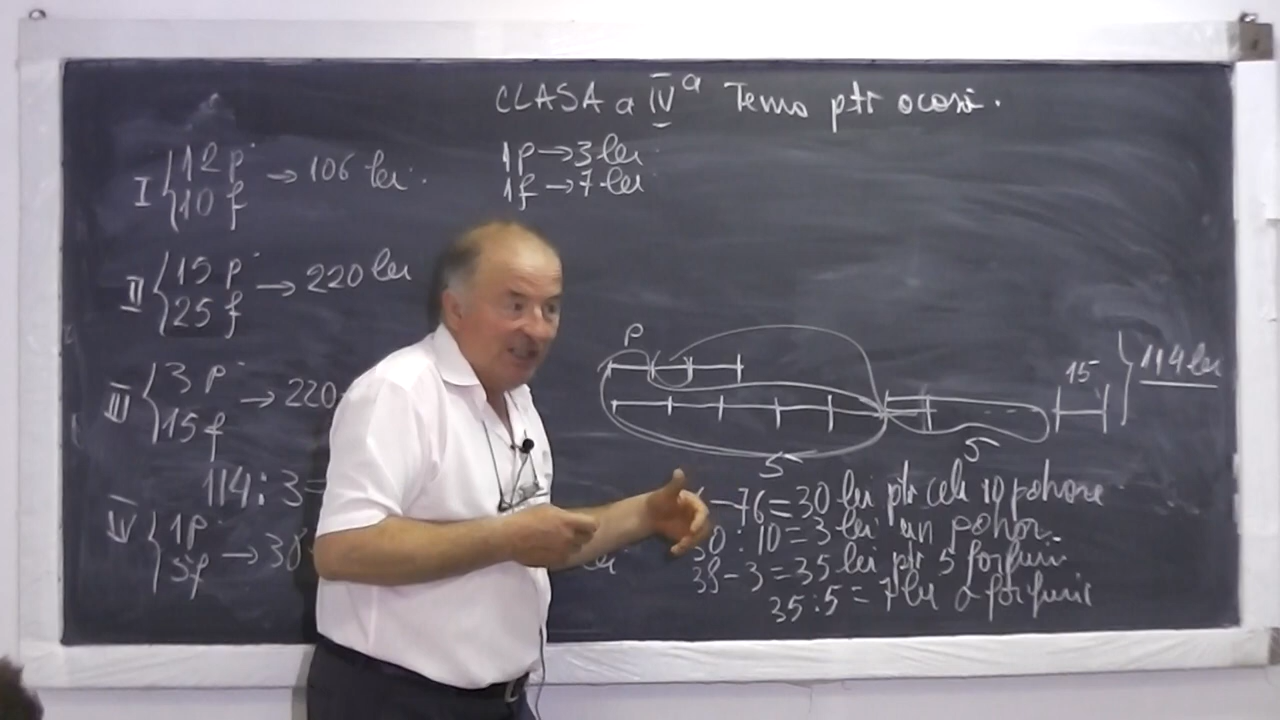 CLASA a IV a Tema ptr acasă.
I 12 p
10 f → 106 lei.
1p → 3 lei
1f → 7 lei
II 15 p
25 f → 220 lei
III 3 p
15 f → 220
114 : 3 =
IV 1p
5f → 38
p
15
114 lei
5
5
– 76 = 30 lei ptr cele 10 pahare
30 : 10 = 3 lei un pahar.
38 – 3 = 35 lei ptr 5 farfurii
35 : 5 = 7 lei o farfurie